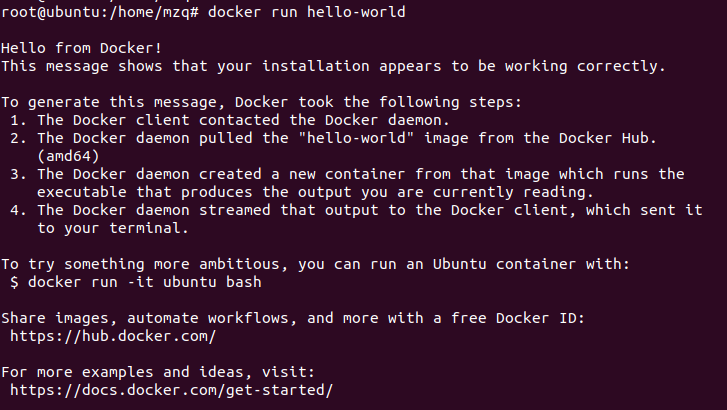 root@ubuntu:/home/mzq# docker run hello-world
Hello from Docker!
This message shows that your installation appears to be working correctly.
To generate this message, Docker took the following steps:
1. The Docker client contacted the Docker daemon.
2. The Docker daemon pulled the "hello-world" image from the Docker Hub.
(amd64)
3. The Docker daemon created a new container from that image which runs the
executable that produces the output you are currently reading.
4. The Docker daemon streamed that output to the Docker client, which sent it
to your terminal.
To try something more ambitious, you can run an Ubuntu container with:
$ docker run -it ubuntu bash
Share images, automate workflows, and more with a free Docker ID:
https://hub.docker.com/
For more examples and ideas, visit:
https://docs.docker.com/get-started/